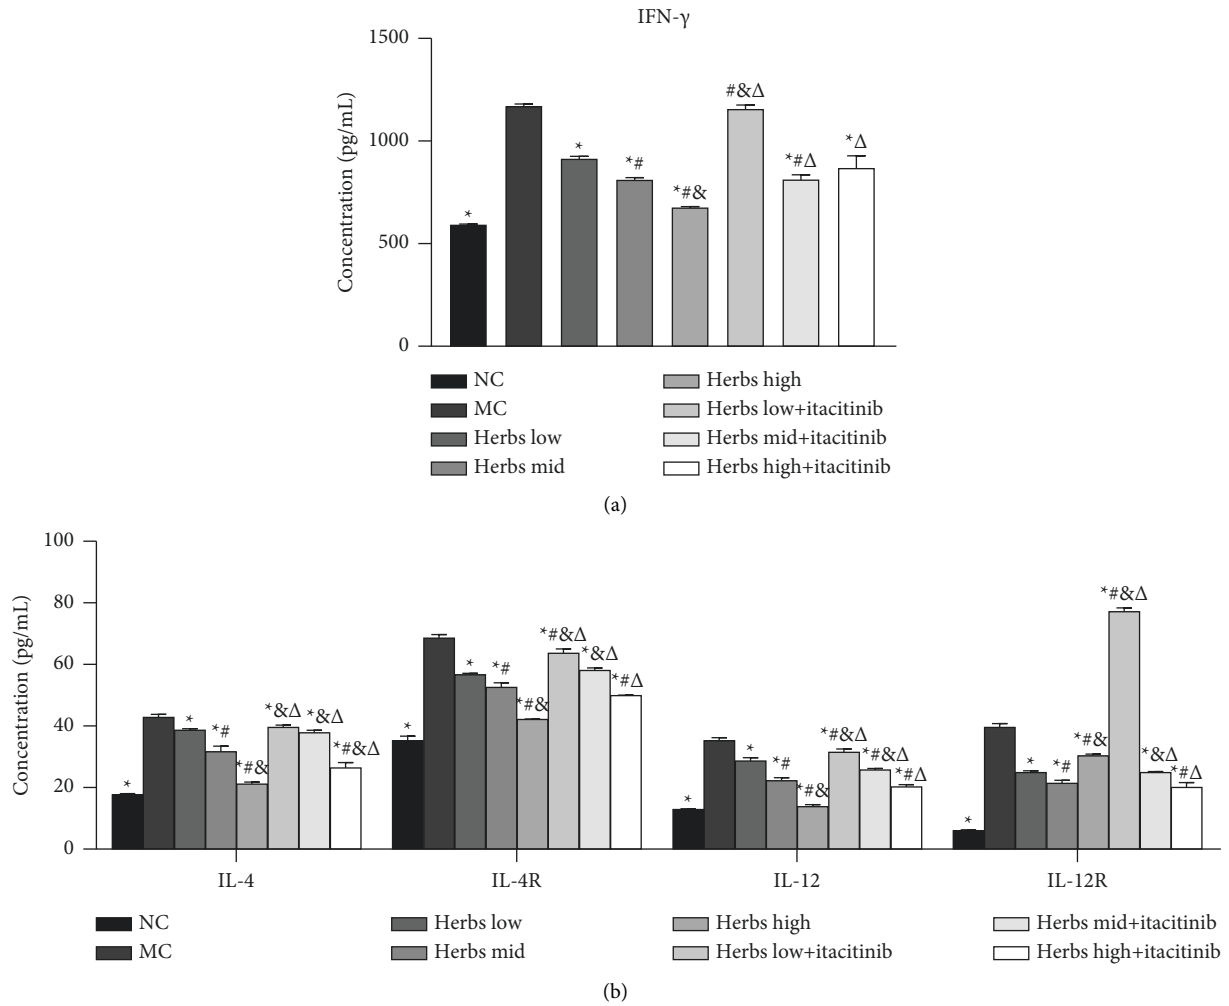 IFN-γ
Concentration (pg/mL)
1500
1000
500
0
*
*
*#
*#&
#&Δ
*#Δ
*Δ
NC
MC
Herbs low
Herbs mid
Herbs high
Herbs low+itacitinib
Herbs mid+itacitinib
Herbs high+itacitinib
(a)
Concentration (pg/mL)
100
80
60
40
20
0
*
*
*#
*#&
*&Δ
*&Δ
*#&Δ
*
*
*#
*#&
*#&Δ
*&Δ
*#Δ
*
*
*#
*#&
*#&Δ
*#&Δ
*#Δ
*
*
*#
*#&
*#&Δ
*&Δ
*#Δ
IL-4 IL-4R IL-12 IL-12R
NC
MC
Herbs low
Herbs mid
Herbs high
Herbs low+itacitinib
Herbs mid+itacitinib
Herbs high+itacitinib
(b)